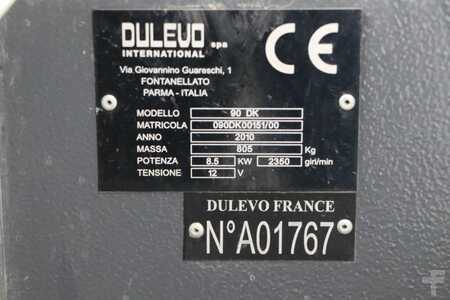 DULEVO spa
INTERNATIONAL
CE
Via Giovannino Guareschi, 1
FONTANELLATO
PARMA - ITALIA
MODELLO 90 DK
MATRICOLA 090DK00151/00
ANNO 2010
MASSA 805 Kg
POTENZA 8.5 KW 2350 giri/min
TENSIONE 12 V
DULEVO FRANCE
N°A01767